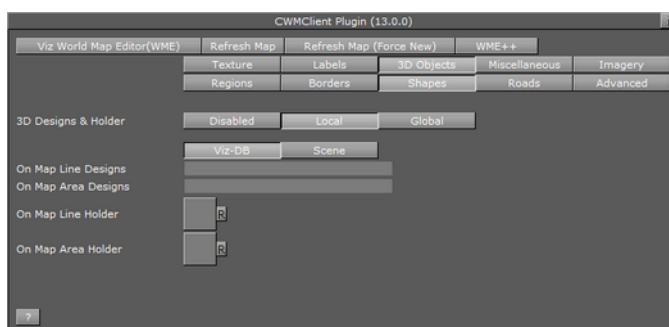 CWMClient Plugin (13.0.0)
Viz World Map Editor(WME) Refresh Map Refresh Map (Force New) WME++
Texture Labels 3D Objects Miscellaneous Imagery
Regions Borders Shapes Roads Advanced
3D Designs & Holder Disabled Local Global
Viz-DB Scene
On Map Line Designs
On Map Area Designs
On Map Line Holder R
On Map Area Holder R
?